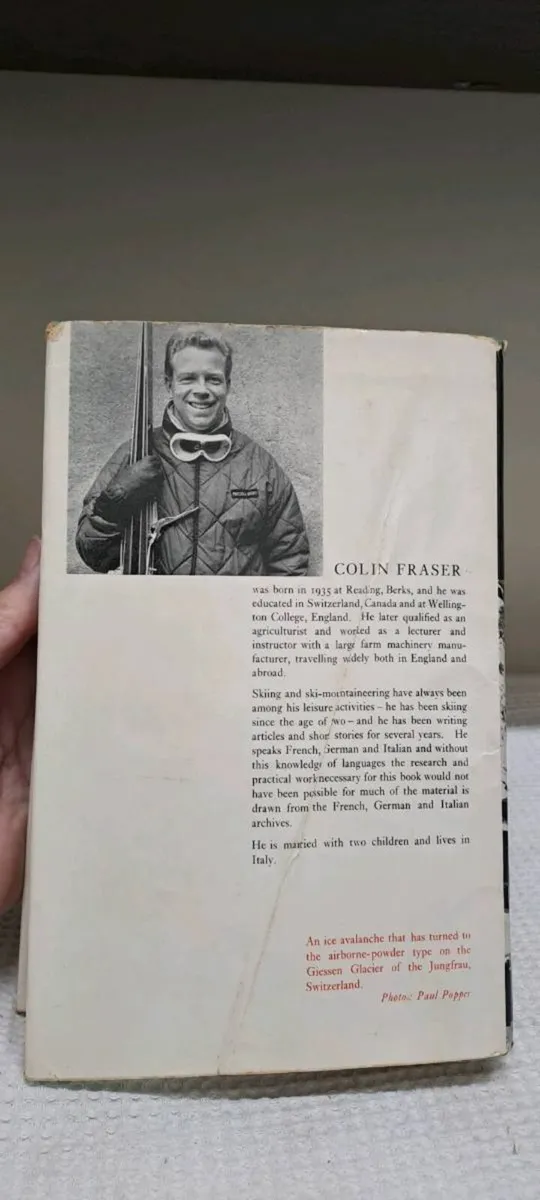 COLIN FRASER
was born in 1935 at Reading, Berks, and he was
educated in Switzerland, Canada and at Welling-
ton College, England. He later qualified as an
agriculturist and worked as a lecturer and
instructor with a large farm machinery manu-
facturer, travelling widely both in England and
abroad.
Skiing and ski-mountaineering have always been
among his leisure activities – he has been skiing
since the age of two – and he has been writing
articles and short stories for several years. He
speaks French, German and Italian and without
this knowledge of languages the research and
practical work necessary for this book would not
have been possible for much of the material is
drawn from the French, German and Italian
archives.
He is married with two children and lives in
Italy.
An ice avalanche that has turned to
the airborne-powder type on the
Giessen Glacier of the Jungfrau,
Switzerland.
Photo: Paul Popper